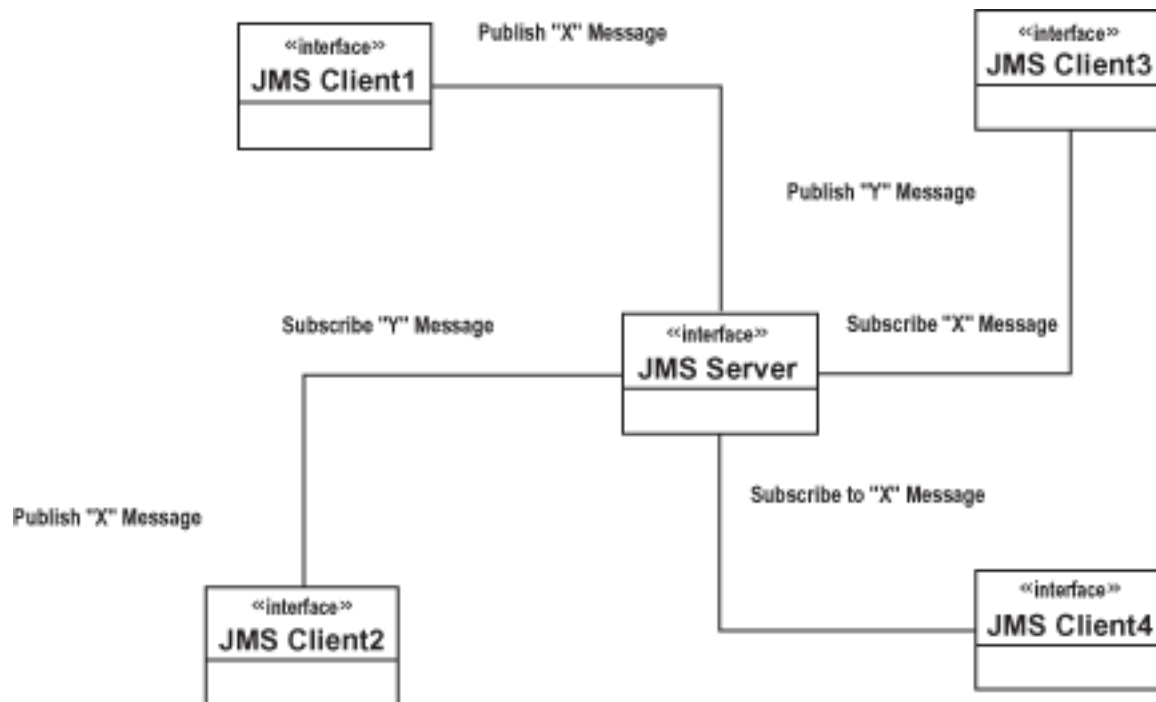 «interface»
JMS Client1
Publish "X" Message
«interface»
JMS Client3
Publish "Y" Message
Subscribe "Y" Message
«interface»
JMS Server
Subscribe "X" Message
Subscribe to "X" Message
Publish "X" Message
«interface»
JMS Client2
«interface»
JMS Client4